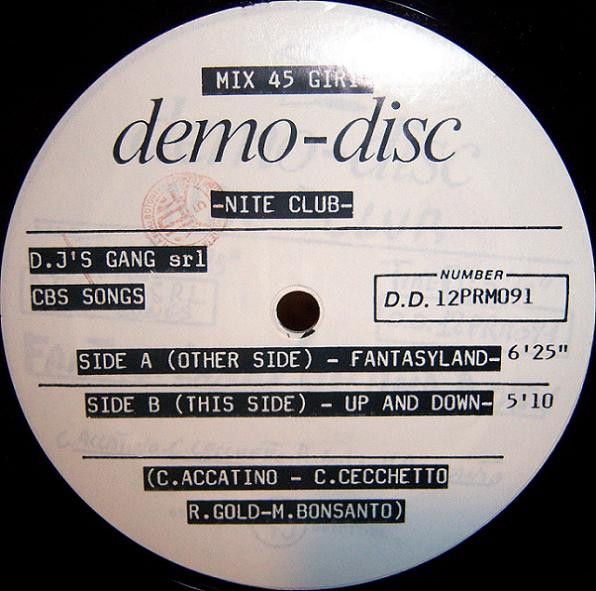 MIX 45 GIRI
demo-disc
-NITE CLUB-
D.J'S GANG srl
CBS SONGS
NUMBER
D.D. 12PRM091
SIDE A (OTHER SIDE) - FANTASYLAND- 6'25"
SIDE B (THIS SIDE) - UP AND DOWN- 5'10
(C.ACCATINO - C.CECCHETTO
R.GOLD-M.BONSANTO)